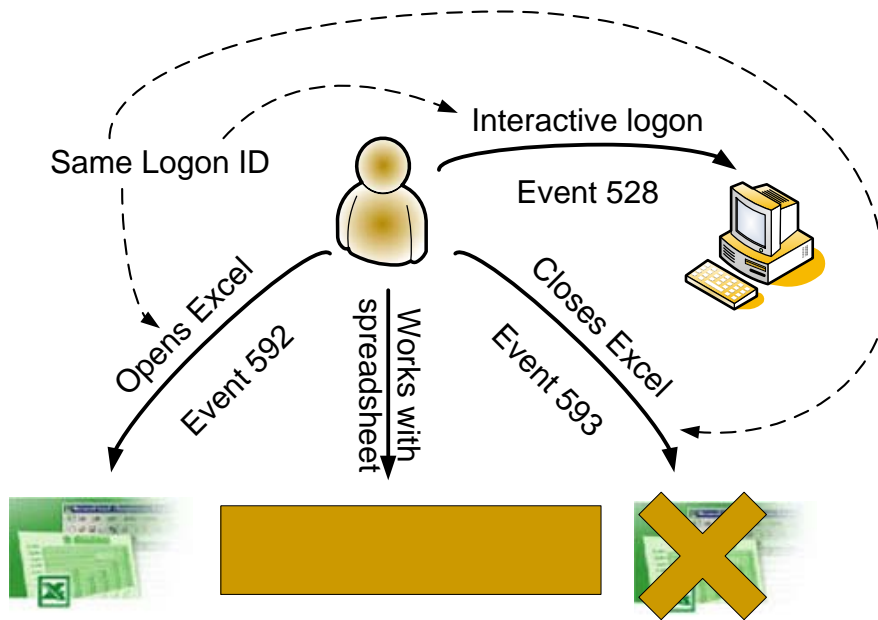 Interactive logon
Same Logon ID
Event 528
Opens Excel
Event 592
Works with
spreadsheet
Closes Excel
Event 593